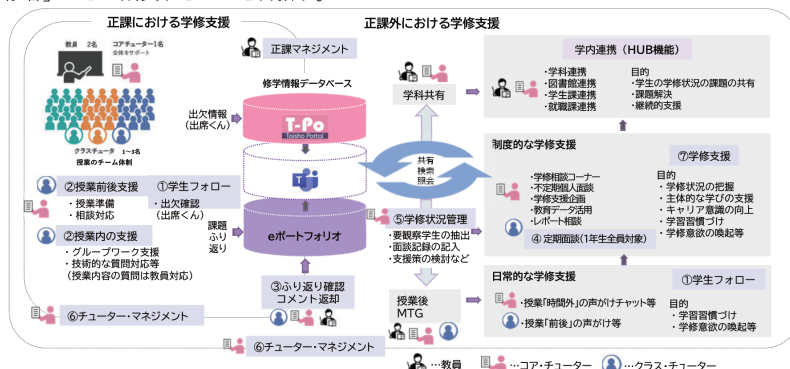 正課における学修支援
正課外における学修支援
教員 2名
コアチューター1名
全体をサポート
クラスチュータ 1~3名
授業のチーム体制
正課マネジメント
修学情報データベース
出欠情報
(出席くん)
T-Po
Taisho Portal
eポートフォリオ
課題
ふり
返り
②授業前後支援
・授業準備
・相談対応
①学生フォロー
・出欠確認
(出席くん)
②授業内の支援
・グループワーク支援
・技術的な質問対応等
(授業内容の質問は教員対応)
③ふり返り確認
コメント返却
⑥チューター・マネジメント
⑥チューター・マネジメント
学科共有
共有
検索
照会
⑤学修状況管理
・要観察学生の抽出
・面談記録の記入
・支援策の検討など
授業後
MTG
学内連携(HUB機能)
・学科連携
・図書館連携
・学生課連携
・就職課連携
目的
・学生の学修状況の課題の共有
・課題解決
・継続的支援
制度的な学修支援
・学修相談コーナー
・不定期個人面談
・学修支援企画
・教育データ活用
・レポート相談
④ 定期面談(1年生全員対象)
⑦学修支援
目的
・学修状況の把握
・主体的な学びの支援
・キャリア意識の向上
・学習習慣づけ
・学修意欲の喚起等
日常的な学修支援
①学生フォロー
・授業「時間外」の声がけチャット等
・授業「前後」の声がけ等
目的
・学習習慣づけ
・学修意欲の喚起等
…教員
…コア・チューター
…クラス・チューター